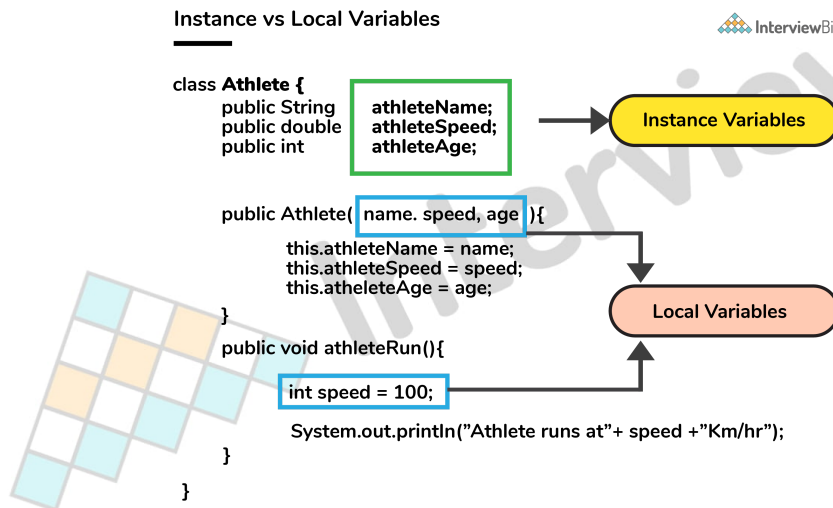 Instance vs Local Variables
InterviewBi
class Athlete {
public String athleteName;
public double athleteSpeed;
public int athleteAge;
Instance Variables
public Athlete( name. speed, age ){
this.athleteName = name;
this.athleteSpeed = speed;
this.atheleteAge = age;
}
Local Variables
public void athleteRun(){
int speed = 100;
System.out.println("Athlete runs at"+ speed +"Km/hr");
}
}
Interview